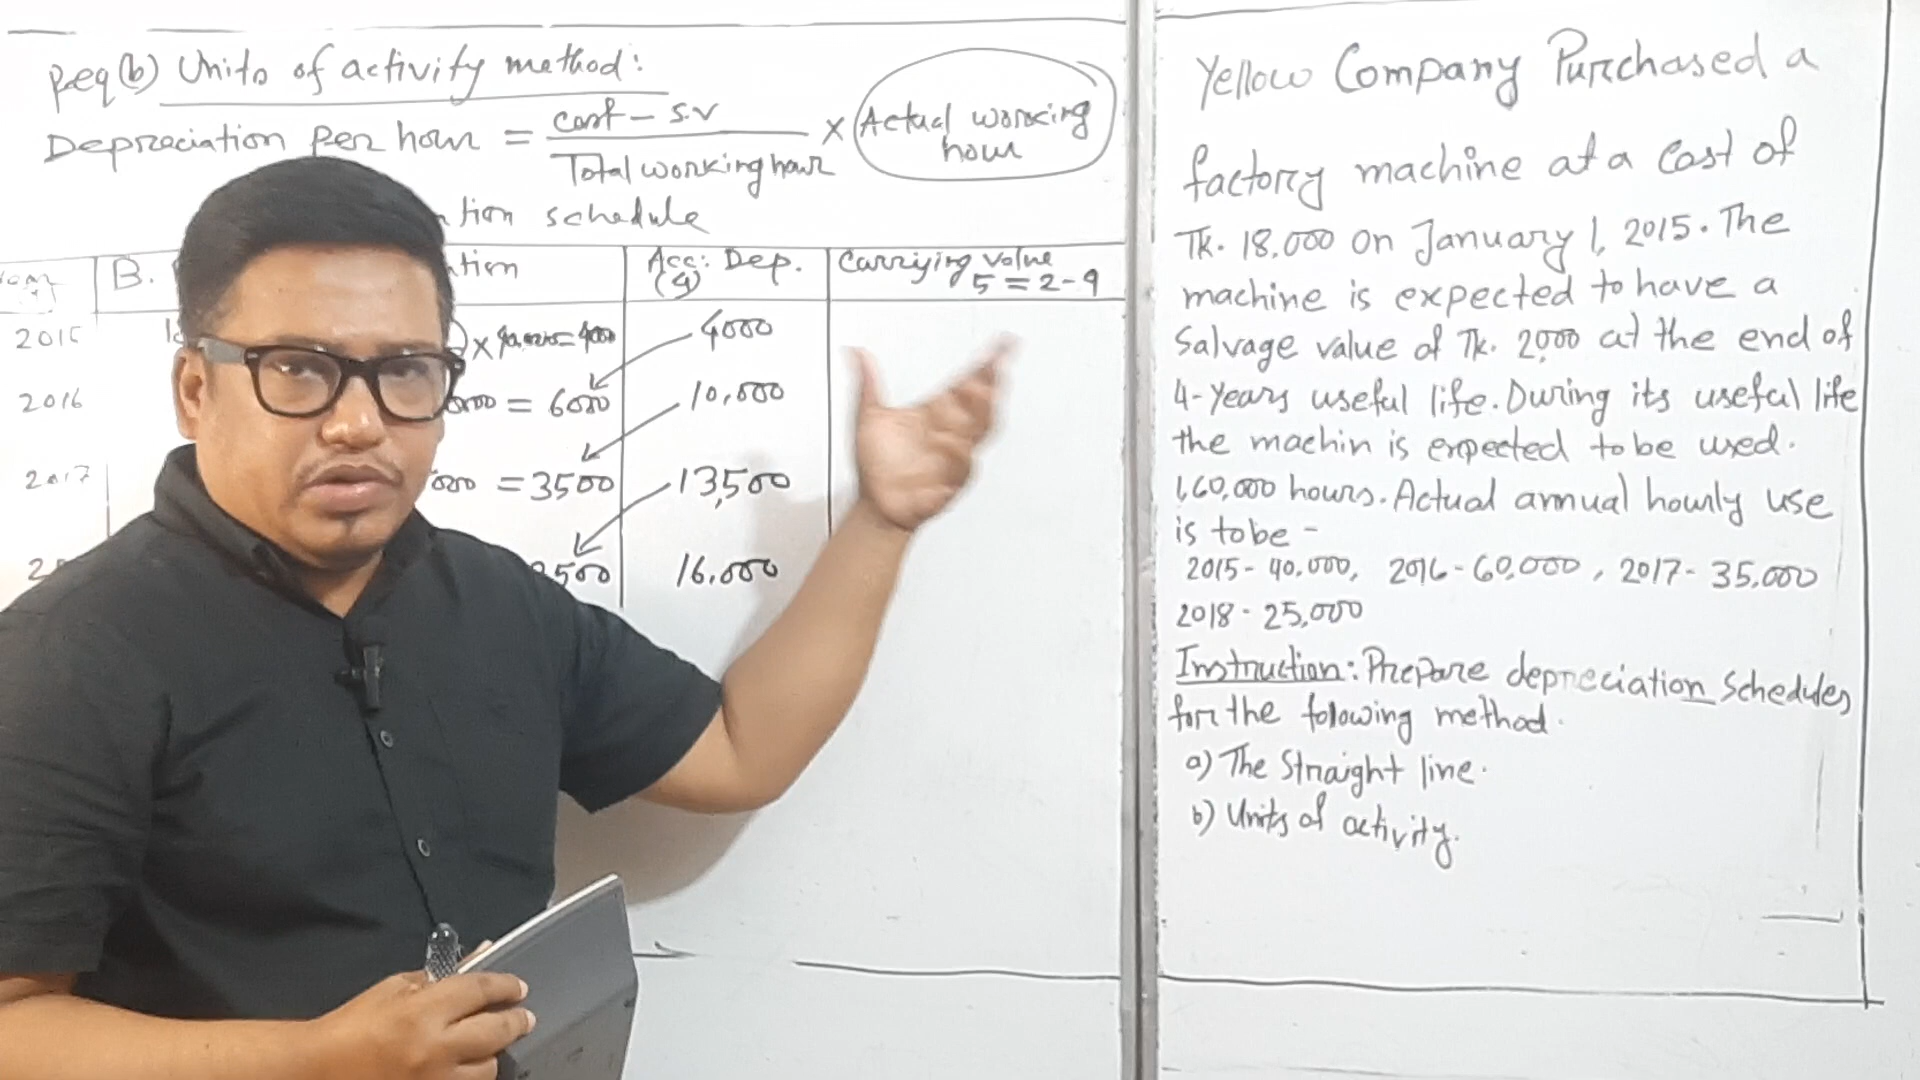 Req(b) Units of activity method:
Depreciation Per hour = cost - s.v / Total working hour × Actual working hour
tion schedule
B. tion Acc: Dep. (4) Carrying value 5 = 2-4
2015 4000
2016 = 6000 10,000
2017 000 = 3500 13,500
16,000
Yellow Company Purchased a
factory machine at a Cost of
Tk. 18,000 on January 1, 2015. The
machine is expected to have a
Salvage value of Tk. 2,000 at the end of
4-Years useful life. During its useful life
the machin is expected to be used.
1,60,000 hours. Actual annual hourly use
is to be -
2015 - 40,000, 2016 - 60,000, 2017 - 35,000
2018 - 25,000
Instruction: Prepare depreciation Schedules
for the folowing method.
a) The Straight line.
b) Units of activity.